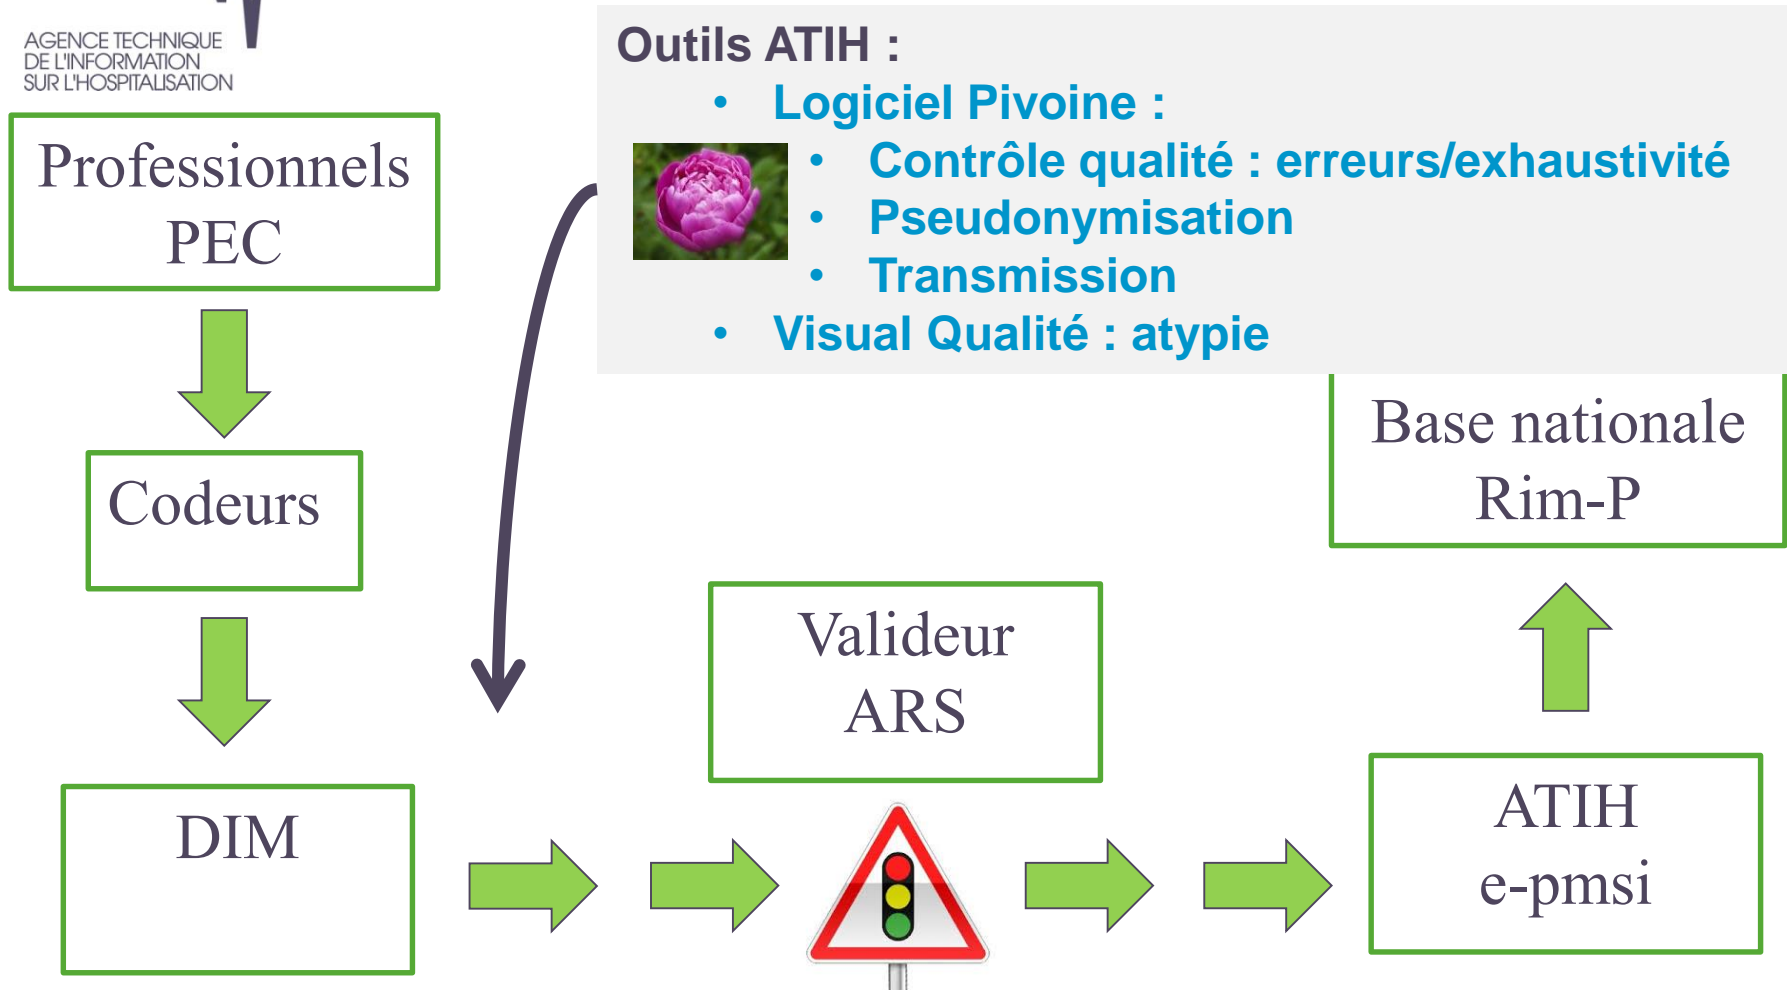 AGENCE TECHNIQUE
DE L'INFORMATION
SUR L'HOSPITALISATION
Outils ATIH :
• Logiciel Pivoine :
• Contrôle qualité : erreurs/exhaustivité
• Pseudonymisation
• Transmission
• Visual Qualité : atypie
Professionnels
PEC
Codeurs
DIM
Valideur
ARS
ATIH
e-pmsi
Base nationale
Rim-P